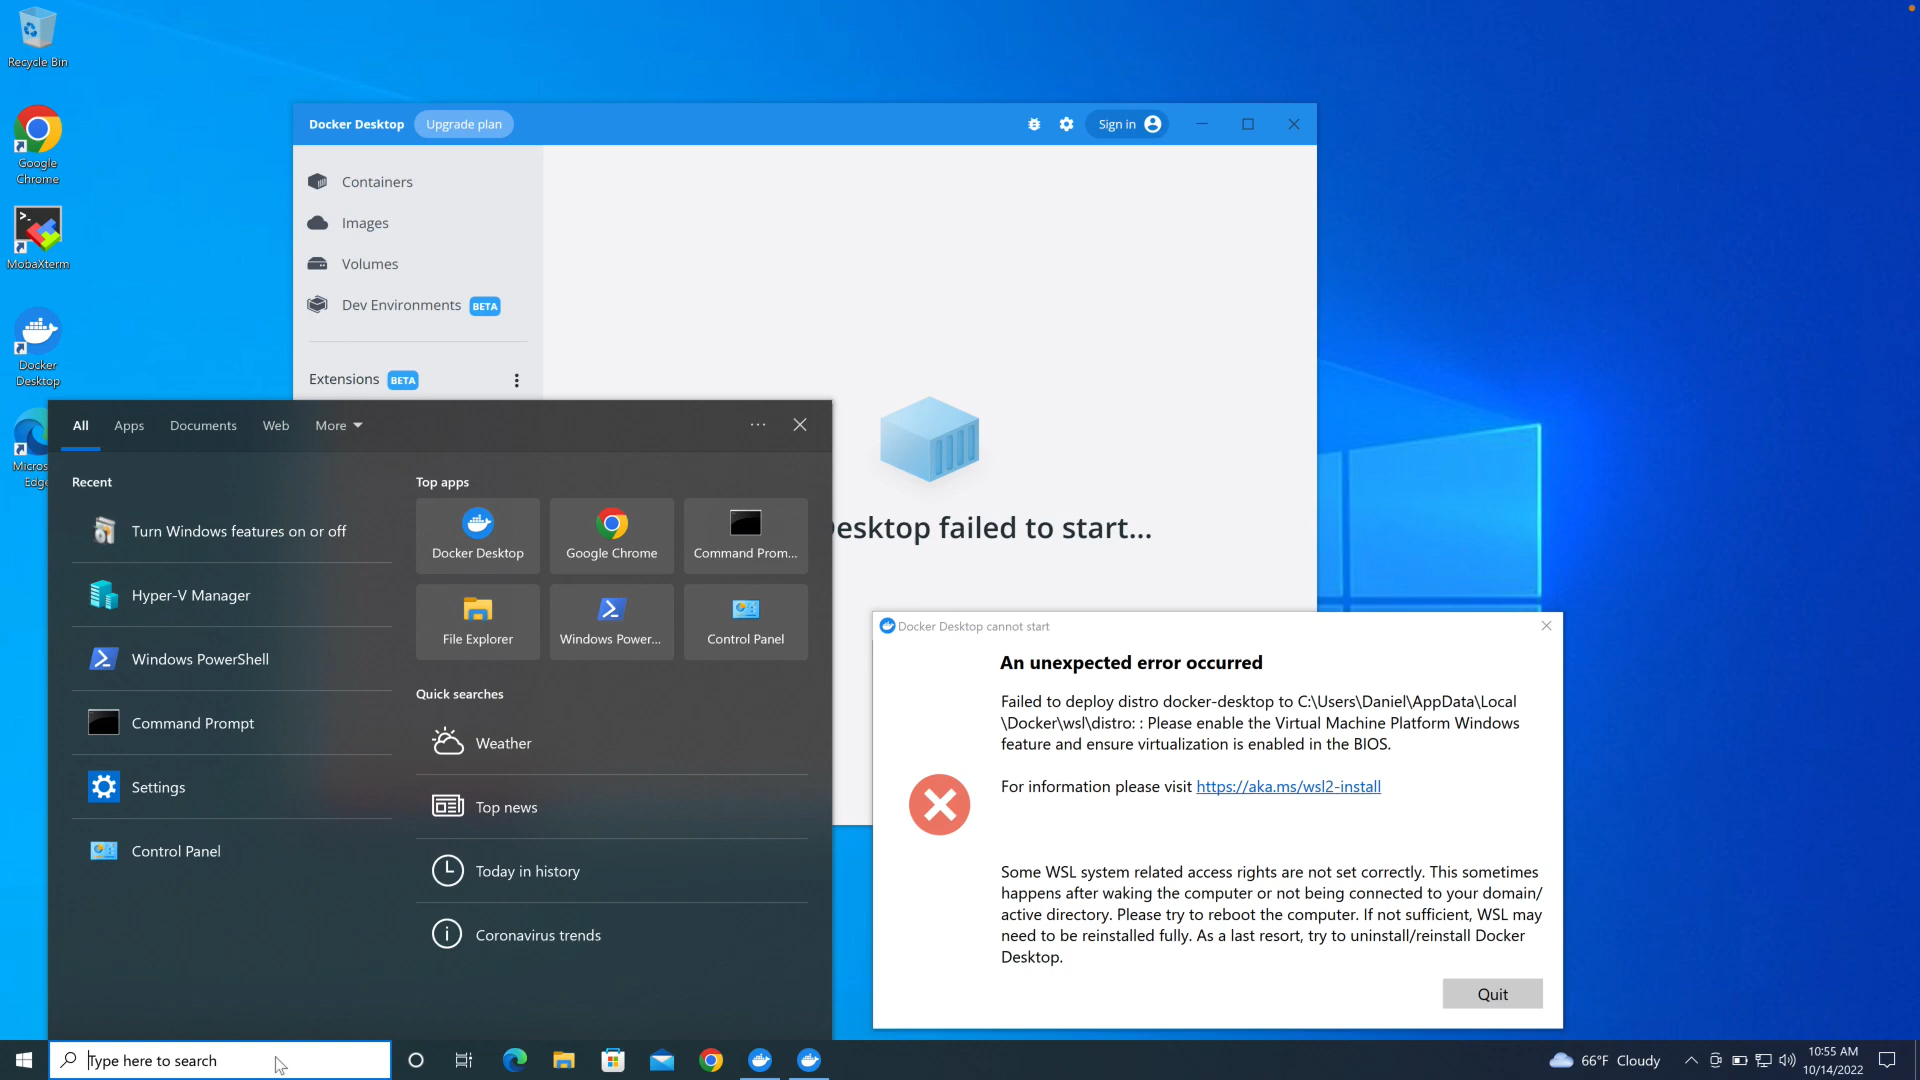 Recycle Bin
Google
Chrome
MobaXterm
Docker
Desktop
Micros
Edge
Docker Desktop
Upgrade plan
Sign in
Containers
Images
Volumes
Dev Environments BETA
Extensions BETA
esktop failed to start...
All
Apps
Documents
Web
More
Recent
Turn Windows features on or off
Hyper-V Manager
Windows PowerShell
Command Prompt
Settings
Control Panel
Top apps
Docker Desktop
Google Chrome
Command Prom...
File Explorer
Windows Power...
Control Panel
Quick searches
Weather
Top news
Today in history
Coronavirus trends
Docker Desktop cannot start
An unexpected error occurred
Failed to deploy distro docker-desktop to C:\Users\Daniel\AppData\Local
\Docker\wsl\distro: : Please enable the Virtual Machine Platform Windows
feature and ensure virtualization is enabled in the BIOS.
For information please visit https://aka.ms/wsl2-install
Some WSL system related access rights are not set correctly. This sometimes
happens after waking the computer or not being connected to your domain/
active directory. Please try to reboot the computer. If not sufficient, WSL may
need to be reinstalled fully. As a last resort, try to uninstall/reinstall Docker
Desktop.
Quit
Type here to search
66°F Cloudy
10:55 AM
10/14/2022